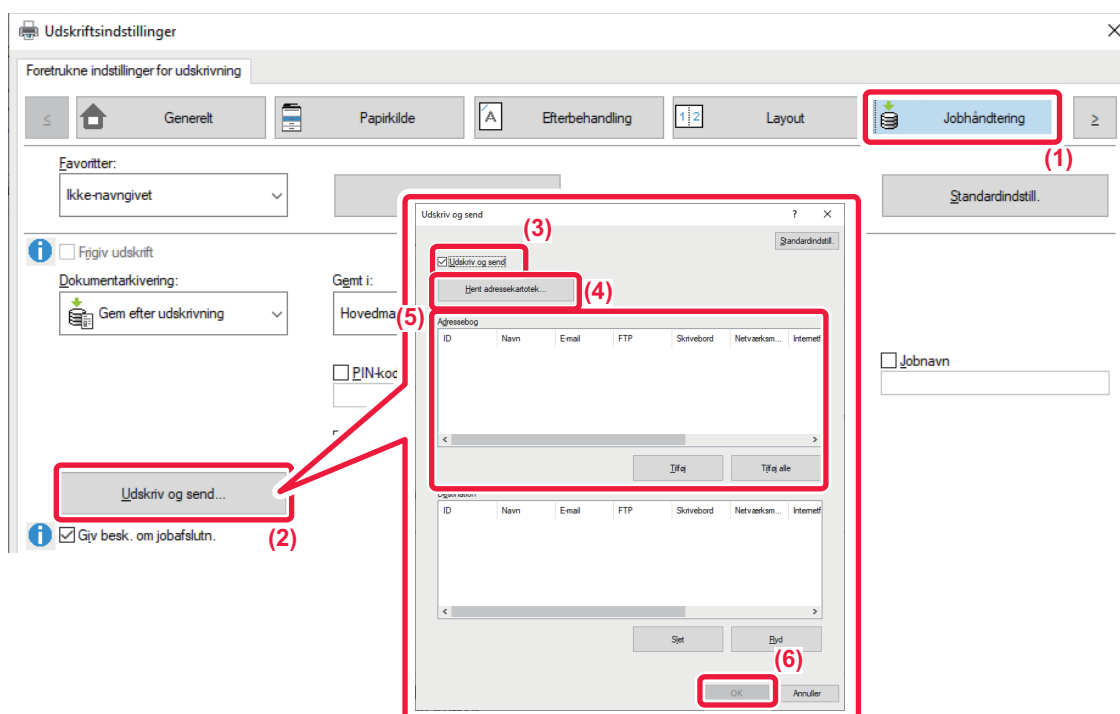 Udskriftsindstillinger
Foretrukne indstillinger for udskrivning
Generelt
Papirkilde
Efterbehandling
Layout
Jobhåndtering
(1)
Favoritter:
Ikke-navngivet
Standardindstill.
Frigiv udskrift
Dokumentarkivering:
Gem efter udskrivning
Gemt i:
Hovedma
PIN-kod
Jobnavn
Udskriv og send...
(2)
Giv besk. om jobafslutn.
Udskriv og send
?
Standardindstill.
(3)
Udskriv og send
Hent adressekartotek...
(4)
(5)
Adressebog
ID Navn E-mail FTP Skrivebord Netværksm... Internetf
Tilføj
Tilføj alle
Destination
ID Navn E-mail FTP Skrivebord Netværksm... Internetf
Slet
Ryd
(6)
OK
Annuller